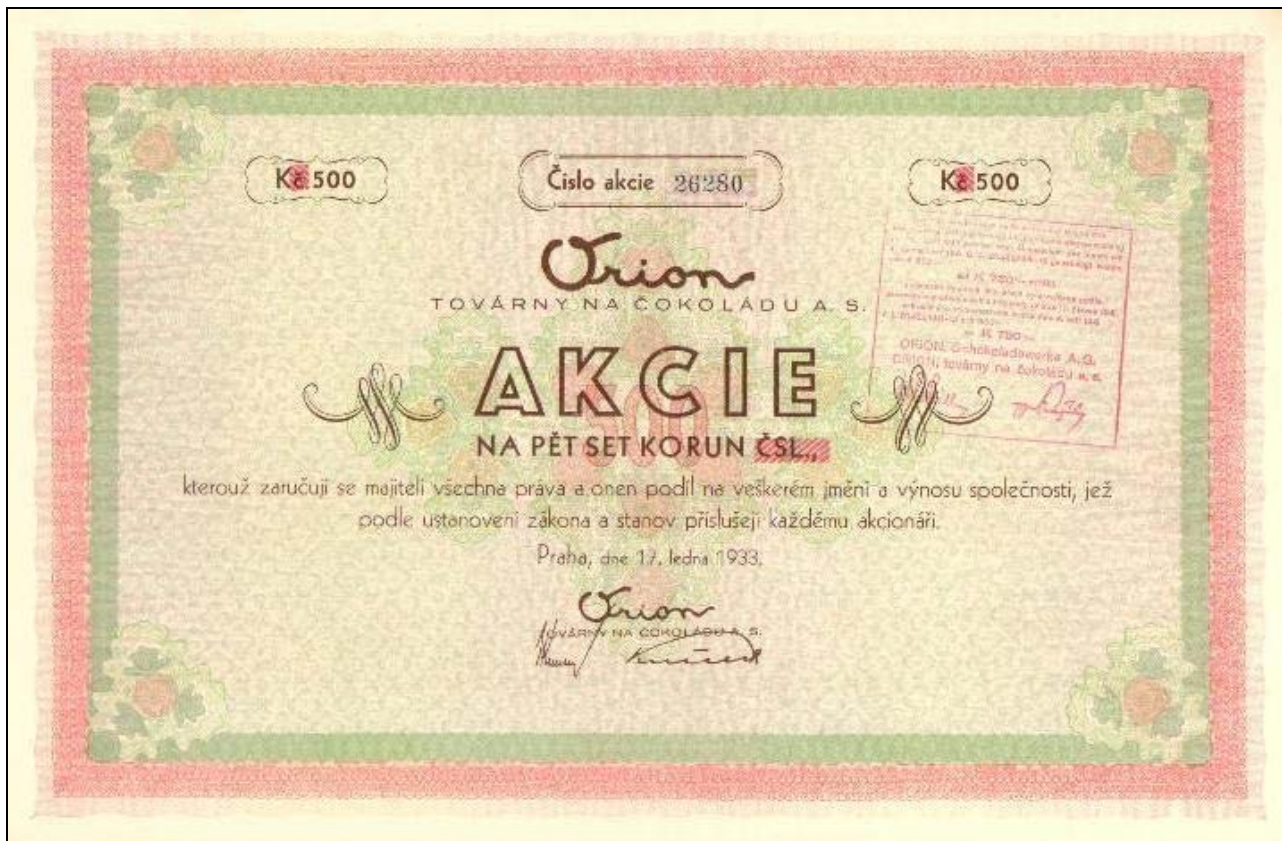 Kč 500
Číslo akcie 26280
Kč 500
Orion
TOVÁRNY NA ČOKOLÁDU A. S.
AKCIE
500
NA PĚT SET KORUN ČSL.,
kterouž zaručují se majiteli všechna práva a onen podíl na veškerém jmění a výnosu společnosti, jež
podle ustanovení zákona a stanov příslušejí každému akcionáři.
Praha, dne 17. ledna 1933.
Orion
TOVÁRNY NA ČOKOLÁDU A. S.
ORION,
A. G.
ORION, továrny na čokoládu a. s.